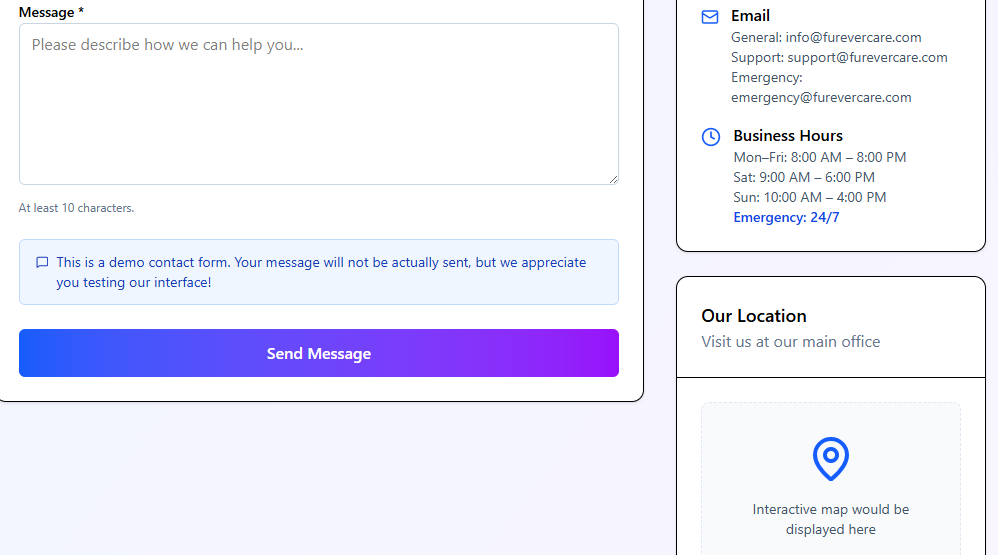 Message *
Please describe how we can help you...
At least 10 characters.
This is a demo contact form. Your message will not be actually sent, but we appreciate
you testing our interface!
Send Message
Email
General: info@furevercare.com
Support: support@furevercare.com
Emergency:
emergency@furevercare.com
Business Hours
Mon–Fri: 8:00 AM – 8:00 PM
Sat: 9:00 AM – 6:00 PM
Sun: 10:00 AM – 4:00 PM
Emergency: 24/7
Our Location
Visit us at our main office
Interactive map would be
displayed here